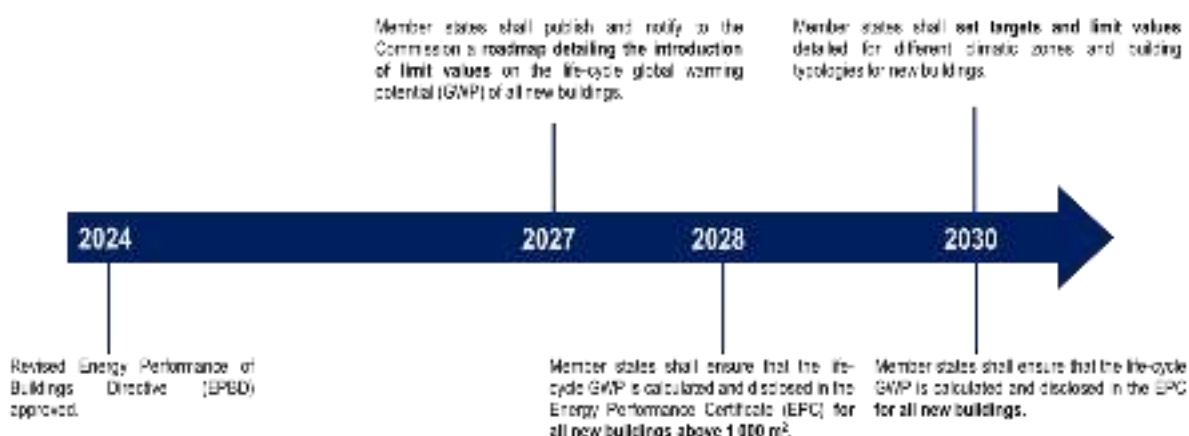 Member states shall publish and notify to the
Commission a roadmap detailing the introduction
of limit values on the life-cycle global warming
potential (GWP) of all new buildings.
Member states shall set targets and limit values
detailed for different climatic zones and building
typologies for new buildings.
2024
2027
2028
2030
Revised Energy Performance of
Buildings Directive (EPBD)
approved.
Member states shall ensure that the life-
cycle GWP is calculated and disclosed in the
Energy Performance Certificate (EPC) for
all new buildings above 1 000 m².
Member states shall ensure that the life-cycle
GWP is calculated and disclosed in the EPC
for all new buildings.